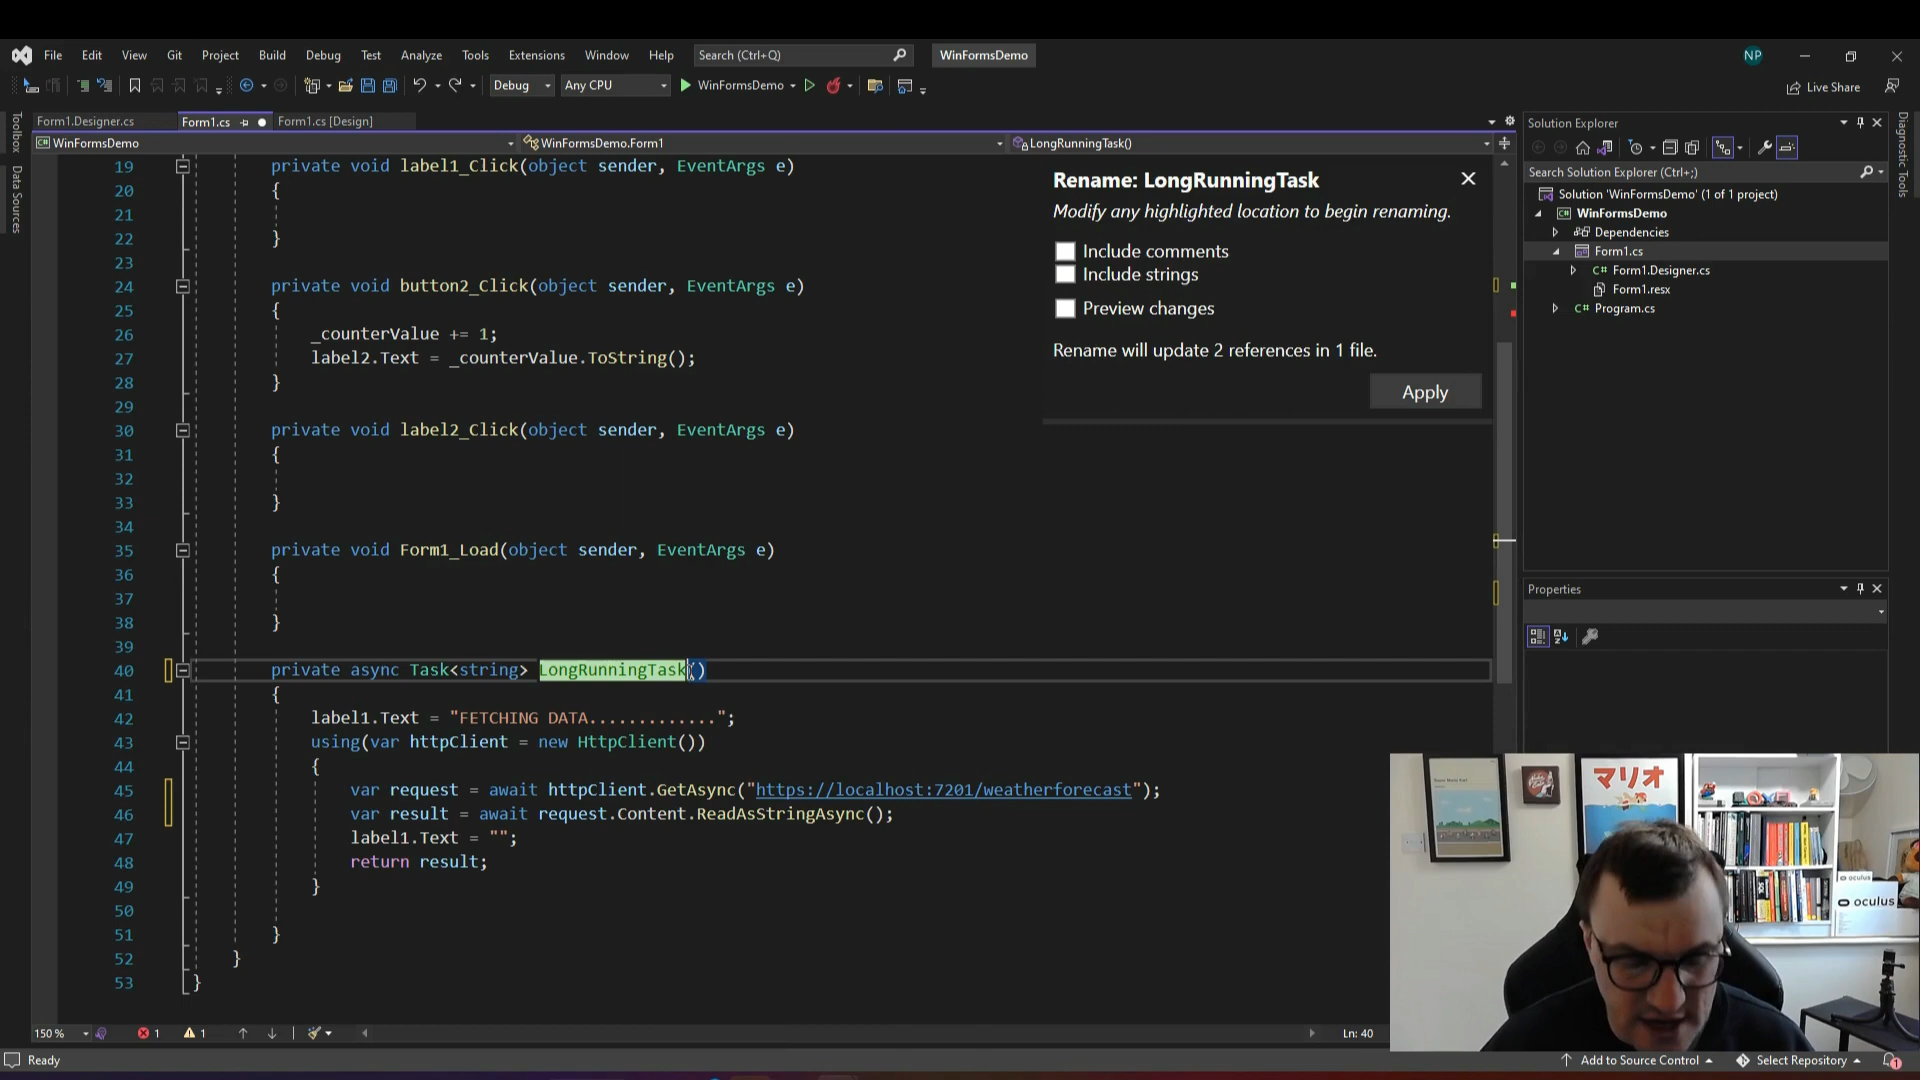 File Edit View Git Project Build Debug Test Analyze Tools Extensions Window Help Search (Ctrl+Q) WinFormsDemo NP
Debug Any CPU WinFormsDemo Live Share
Form1.Designer.cs Form1.cs Form1.cs [Design]
WinFormsDemo WinFormsDemo.Form1 LongRunningTask()
Toolbox
Data Sources
19 private void label1_Click(object sender, EventArgs e)
20 {
21
22 }
23
24 private void button2_Click(object sender, EventArgs e)
25 {
26 _counterValue += 1;
27 label2.Text = _counterValue.ToString();
28 }
29
30 private void label2_Click(object sender, EventArgs e)
31 {
32
33 }
34
35 private void Form1_Load(object sender, EventArgs e)
36 {
37
38 }
39
40 private async Task<string> LongRunningTask()
41 {
42 label1.Text = "FETCHING DATA.............";
43 using(var httpClient = new HttpClient())
44 {
45 var request = await httpClient.GetAsync("https://localhost:7201/weatherforecast");
46 var result = await request.Content.ReadAsStringAsync();
47 label1.Text = "";
48 return result;
49 }
50
51 }
52 }
53 }
Rename: LongRunningTask
Modify any highlighted location to begin renaming.
Include comments
Include strings
Preview changes
Rename will update 2 references in 1 file.
Apply
Solution Explorer
Search Solution Explorer (Ctrl+;)
Solution 'WinFormsDemo' (1 of 1 project)
C# WinFormsDemo
Dependencies
Form1.cs
C# Form1.Designer.cs
Form1.resx
C# Program.cs
Properties
Diagnostic Tools
マリオ
oculus
oculus
150 % 1 1 Ln: 40
Ready Add to Source Control Select Repository 1